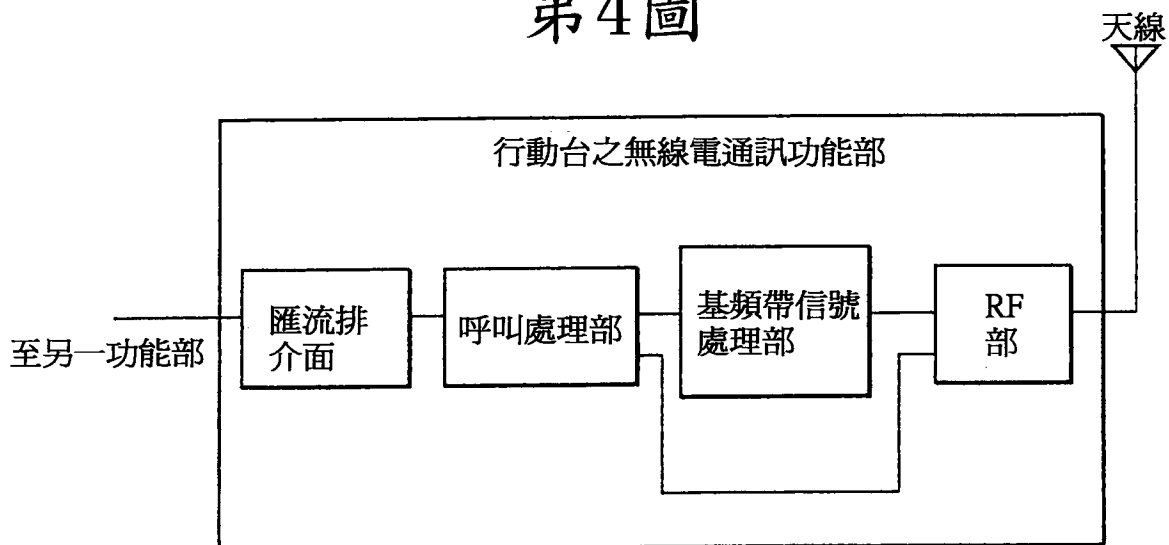 第4圖
天線
行動台之無線電通訊功能部
至另一功能部
匯流排
介面
呼叫處理部
基頻帶信號
處理部
RF
部